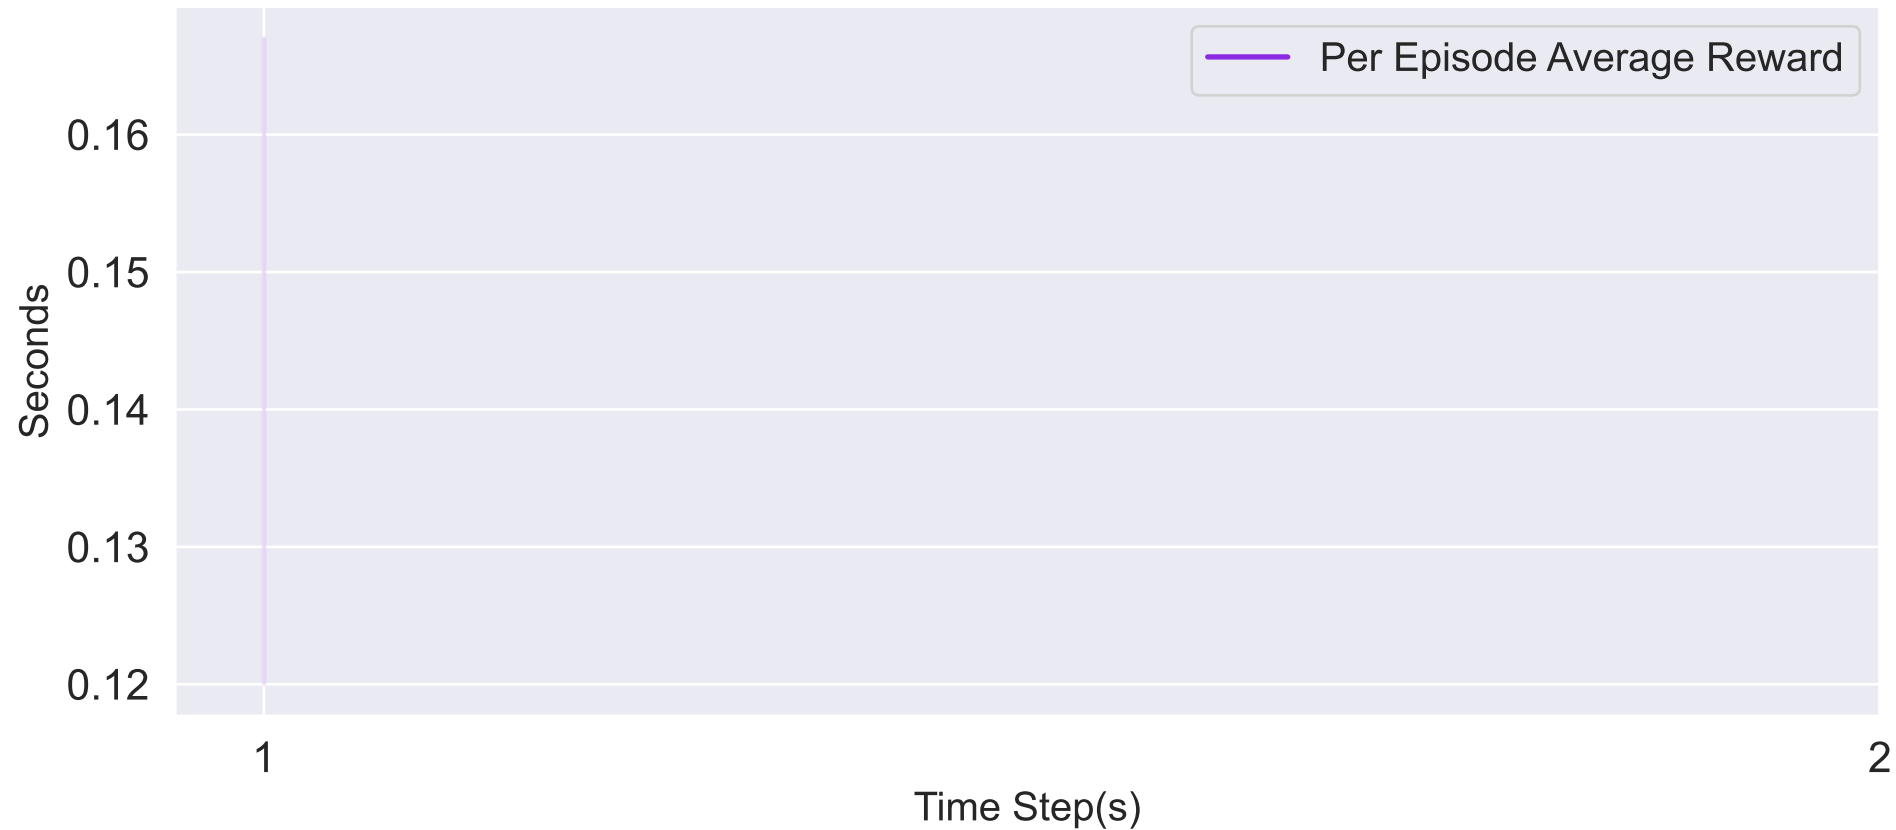 Per Episode Average Reward
0.16
0.15
0.14
0.13
0.12
Seconds
1
2
Time Step(s)